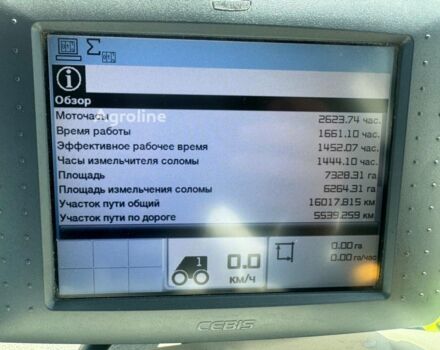 Σ
Обзор
Моточасы 2623.74 час.
Время работы 1661.10 час.
Эффективное рабочее время 1452.07 час.
Часы измельчителя соломы 1444.10 час.
Площадь 7328.31 га
Площадь измельчения соломы 6264.31 га
Участок пути общий 16017.815 км
Участок пути по дороге 5539.259 км
1
0.0
км/ч
0.00 га
0.00 га/час
CEBIS
Agroline